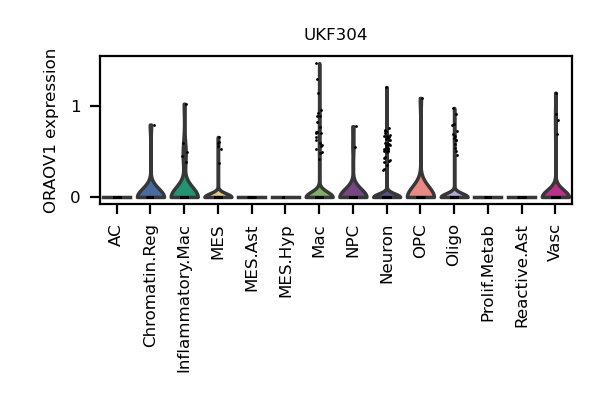 UKF304
ORAOV1 expression
1
0
AC
Chromatin.Reg
Inflammatory.Mac
MES
MES.Ast
MES.Hyp
Mac
NPC
Neuron
OPC
Oligo
Prolif.Metab
Reactive.Ast
Vasc